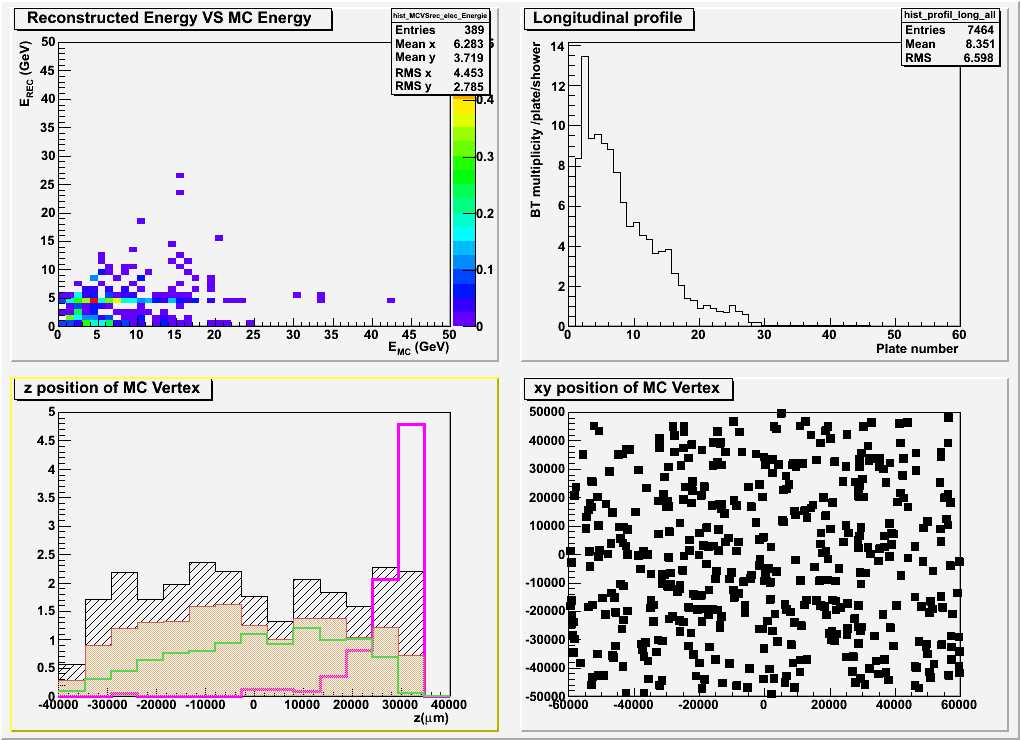 Reconstructed Energy VS MC Energy
hist_MCVSrec_elec_Energie
Entries 389
Mean x 6.283
Mean y 3.719
RMS x 4.453
RMS y 2.785
E_REC (GeV)
50
45
40
35
30
25
20
15
10
5
0
0 5 10 15 20 25 30 35 40 45 50
E_MC (GeV)
0.4
0.3
0.2
0.1
0
Longitudinal profile
hist_profil_long_all
Entries 7464
Mean 8.351
RMS 6.598
BT multiplicity /plate/shower
14
12
10
8
6
4
2
0
0 10 20 30 40 50 60
Plate number
z position of MC Vertex
5
4.5
4
3.5
3
2.5
2
1.5
1
0.5
0
-40000 -30000 -20000 -10000 0 10000 20000 30000 40000
z(μm)
xy position of MC Vertex
50000
40000
30000
20000
10000
0
-10000
-20000
-30000
-40000
-50000
-60000 -40000 -20000 0 20000 40000 60000